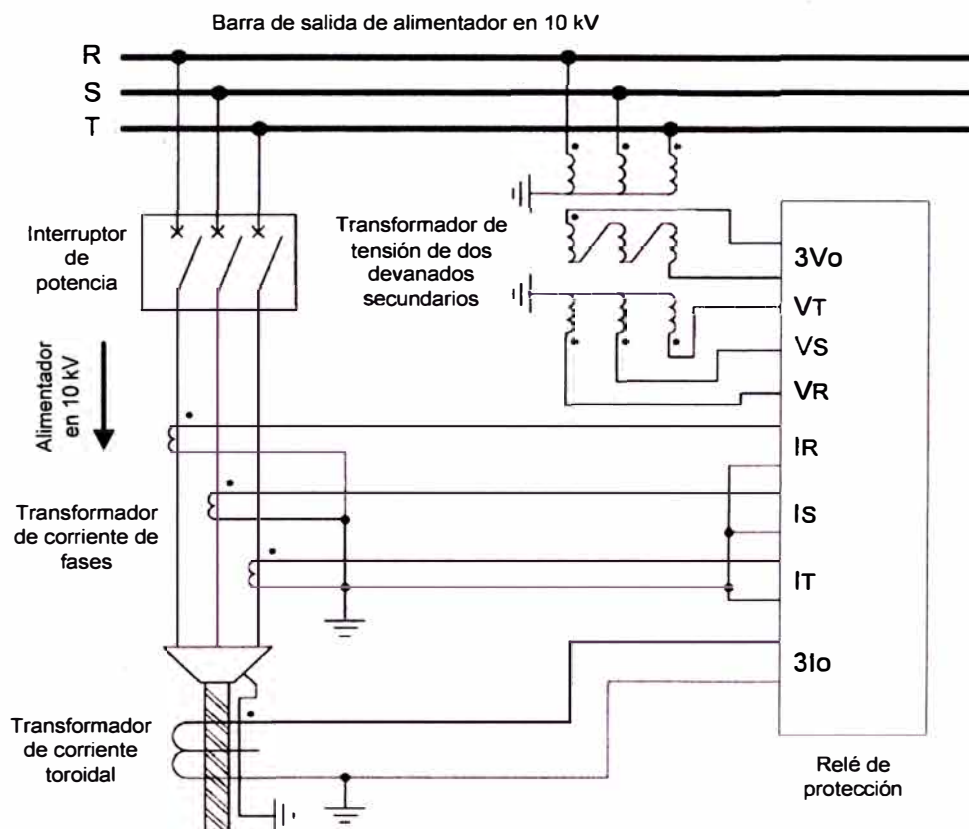 Barra de salida de alimentador en 10 kV
R
S
T
Interruptor
de
potencia
Transformador de
tensión de dos
devanados
secundarios
3Vo
VT
VS
VR
Alimentador
en 10 kV
IR
Transformador
de corriente de
fases
IS
IT
3Io
Transformador
de corriente
toroidal
Relé de
protección